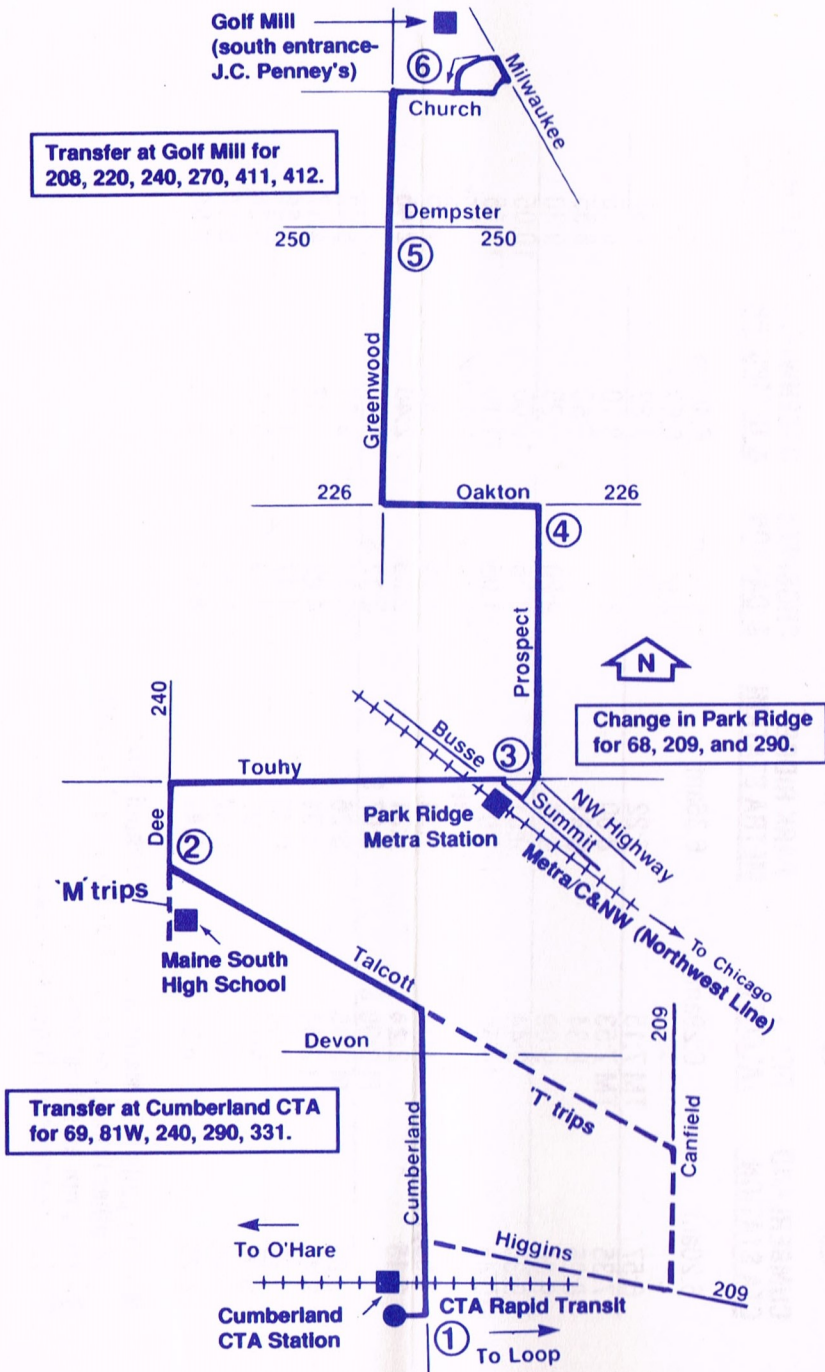 Golf Mill
(south entrance-
J.C. Penney's)
6
Milwaukee
Church
Transfer at Golf Mill for
208, 220, 240, 270, 411, 412.
Dempster
250
250
5
Greenwood
226
Oakton
226
4
Prospect
N
240
Change in Park Ridge
for 68, 209, and 290.
Busse
3
Touhy
NW Highway
Summit
Park Ridge
Metra Station
Dee
2
Metra/C&NW (Northwest Line)
To Chicago
'M' trips
Maine South
High School
Talcott
209
Devon
'T' trips
Transfer at Cumberland CTA
for 69, 81W, 240, 290, 331.
Canfield
Cumberland
To O'Hare
Higgins
209
CTA Rapid Transit
Cumberland
CTA Station
1
To Loop